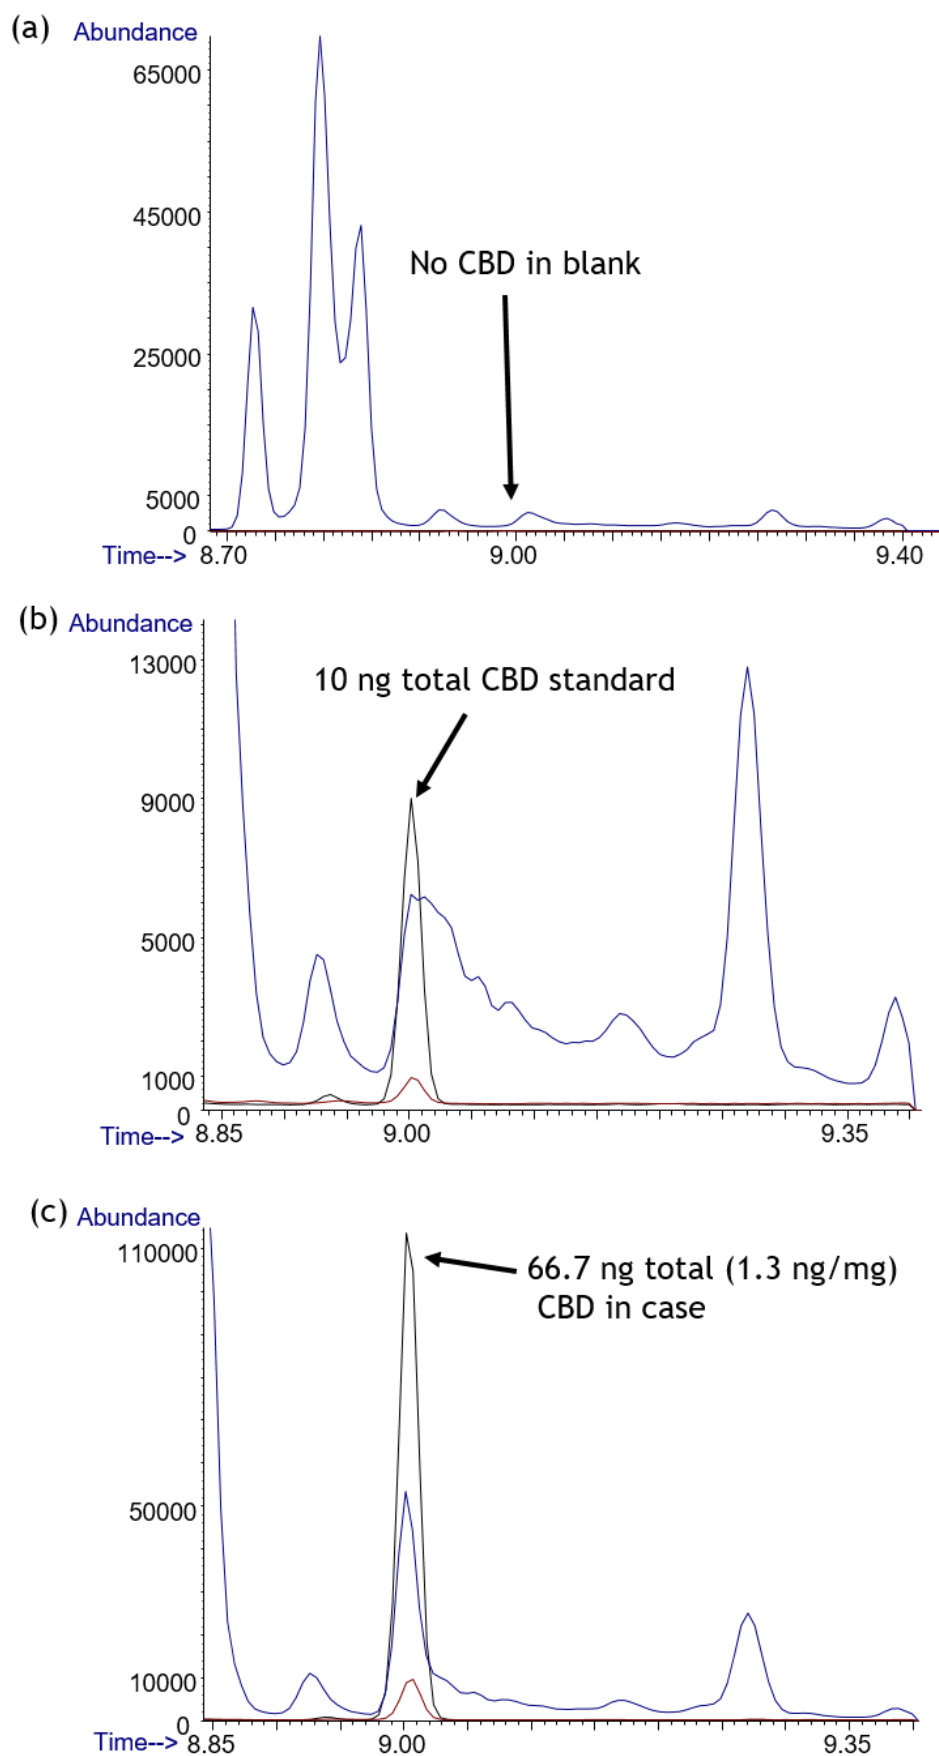 (a) Abundance
65000
45000
No CBD in blank
25000
5000
0
Time--> 8.70 9.00 9.40
(b) Abundance
13000
10 ng total CBD standard
9000
5000
1000
0
Time--> 8.85 9.00 9.35
(c) Abundance
110000
66.7 ng total (1.3 ng/mg)
CBD in case
50000
10000
0
Time--> 8.85 9.00 9.35